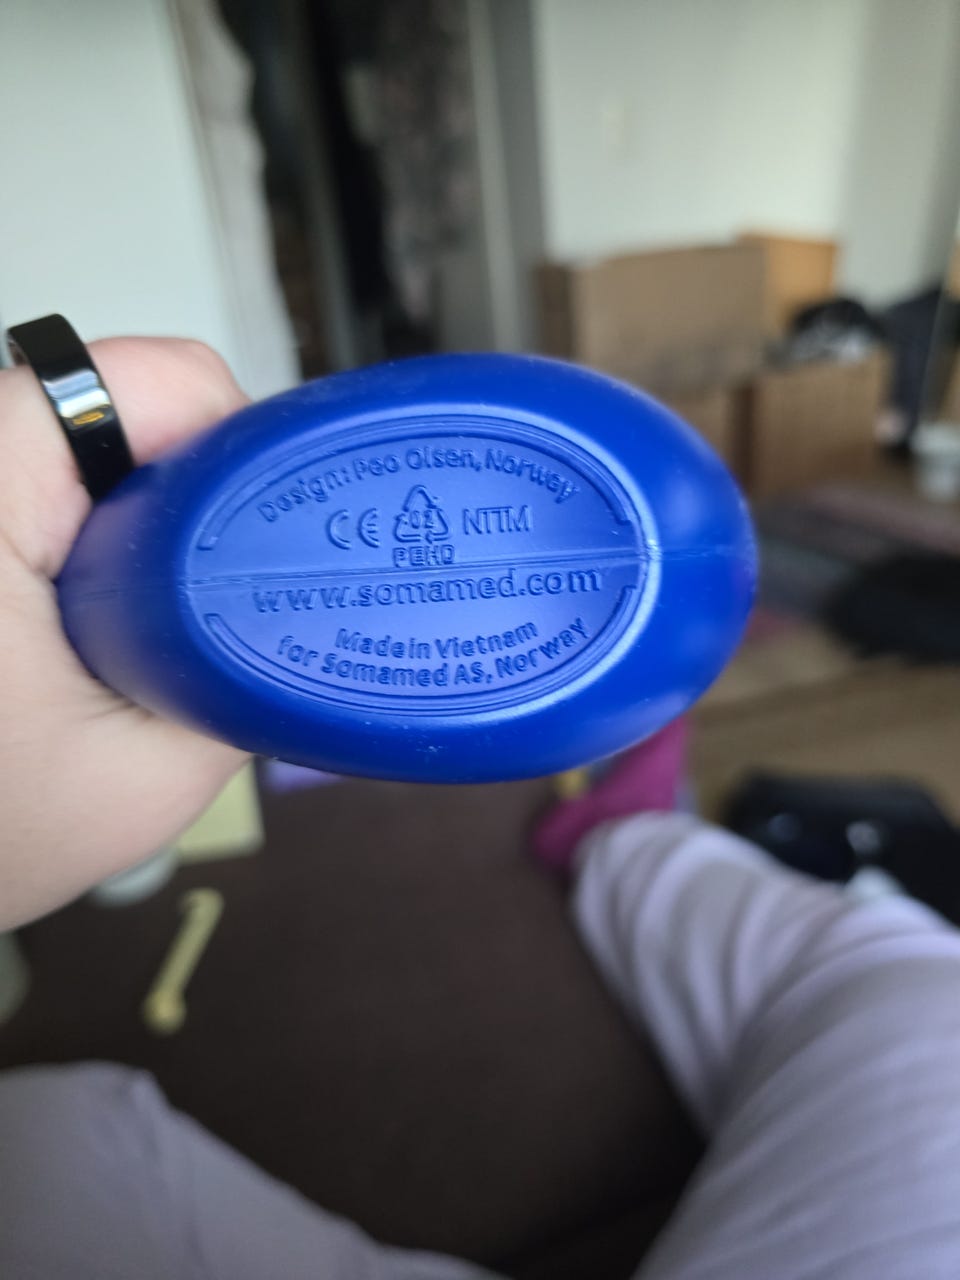 Design: Peo Olsen, Norway
CE 02 NTTM
PEHD
www.somamed.com
Made in Vietnam
for Somamed AS, Norway